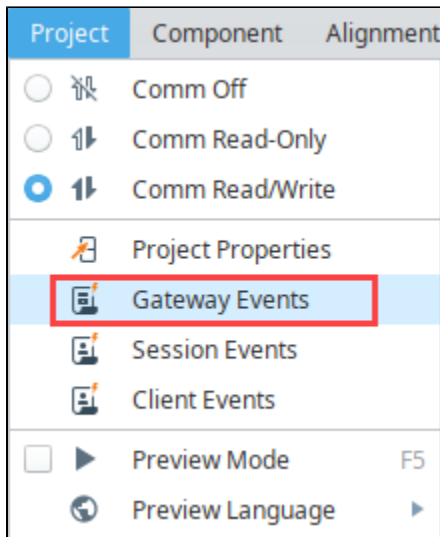 Project Component Alignment
Comm Off
Comm Read-Only
Comm Read/Write
Project Properties
Gateway Events
Session Events
Client Events
Preview Mode F5
Preview Language